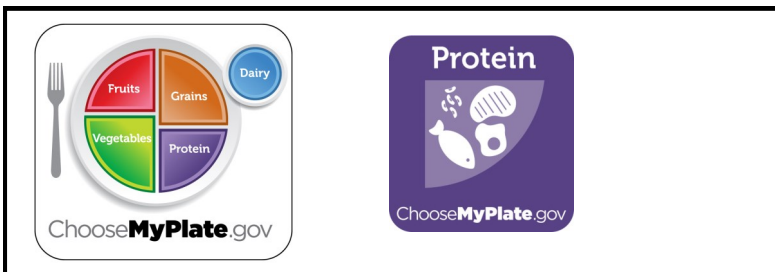 Fruits
Grains
Dairy
Vegetables
Protein
ChooseMyPlate.gov
Protein
ChooseMyPlate.gov